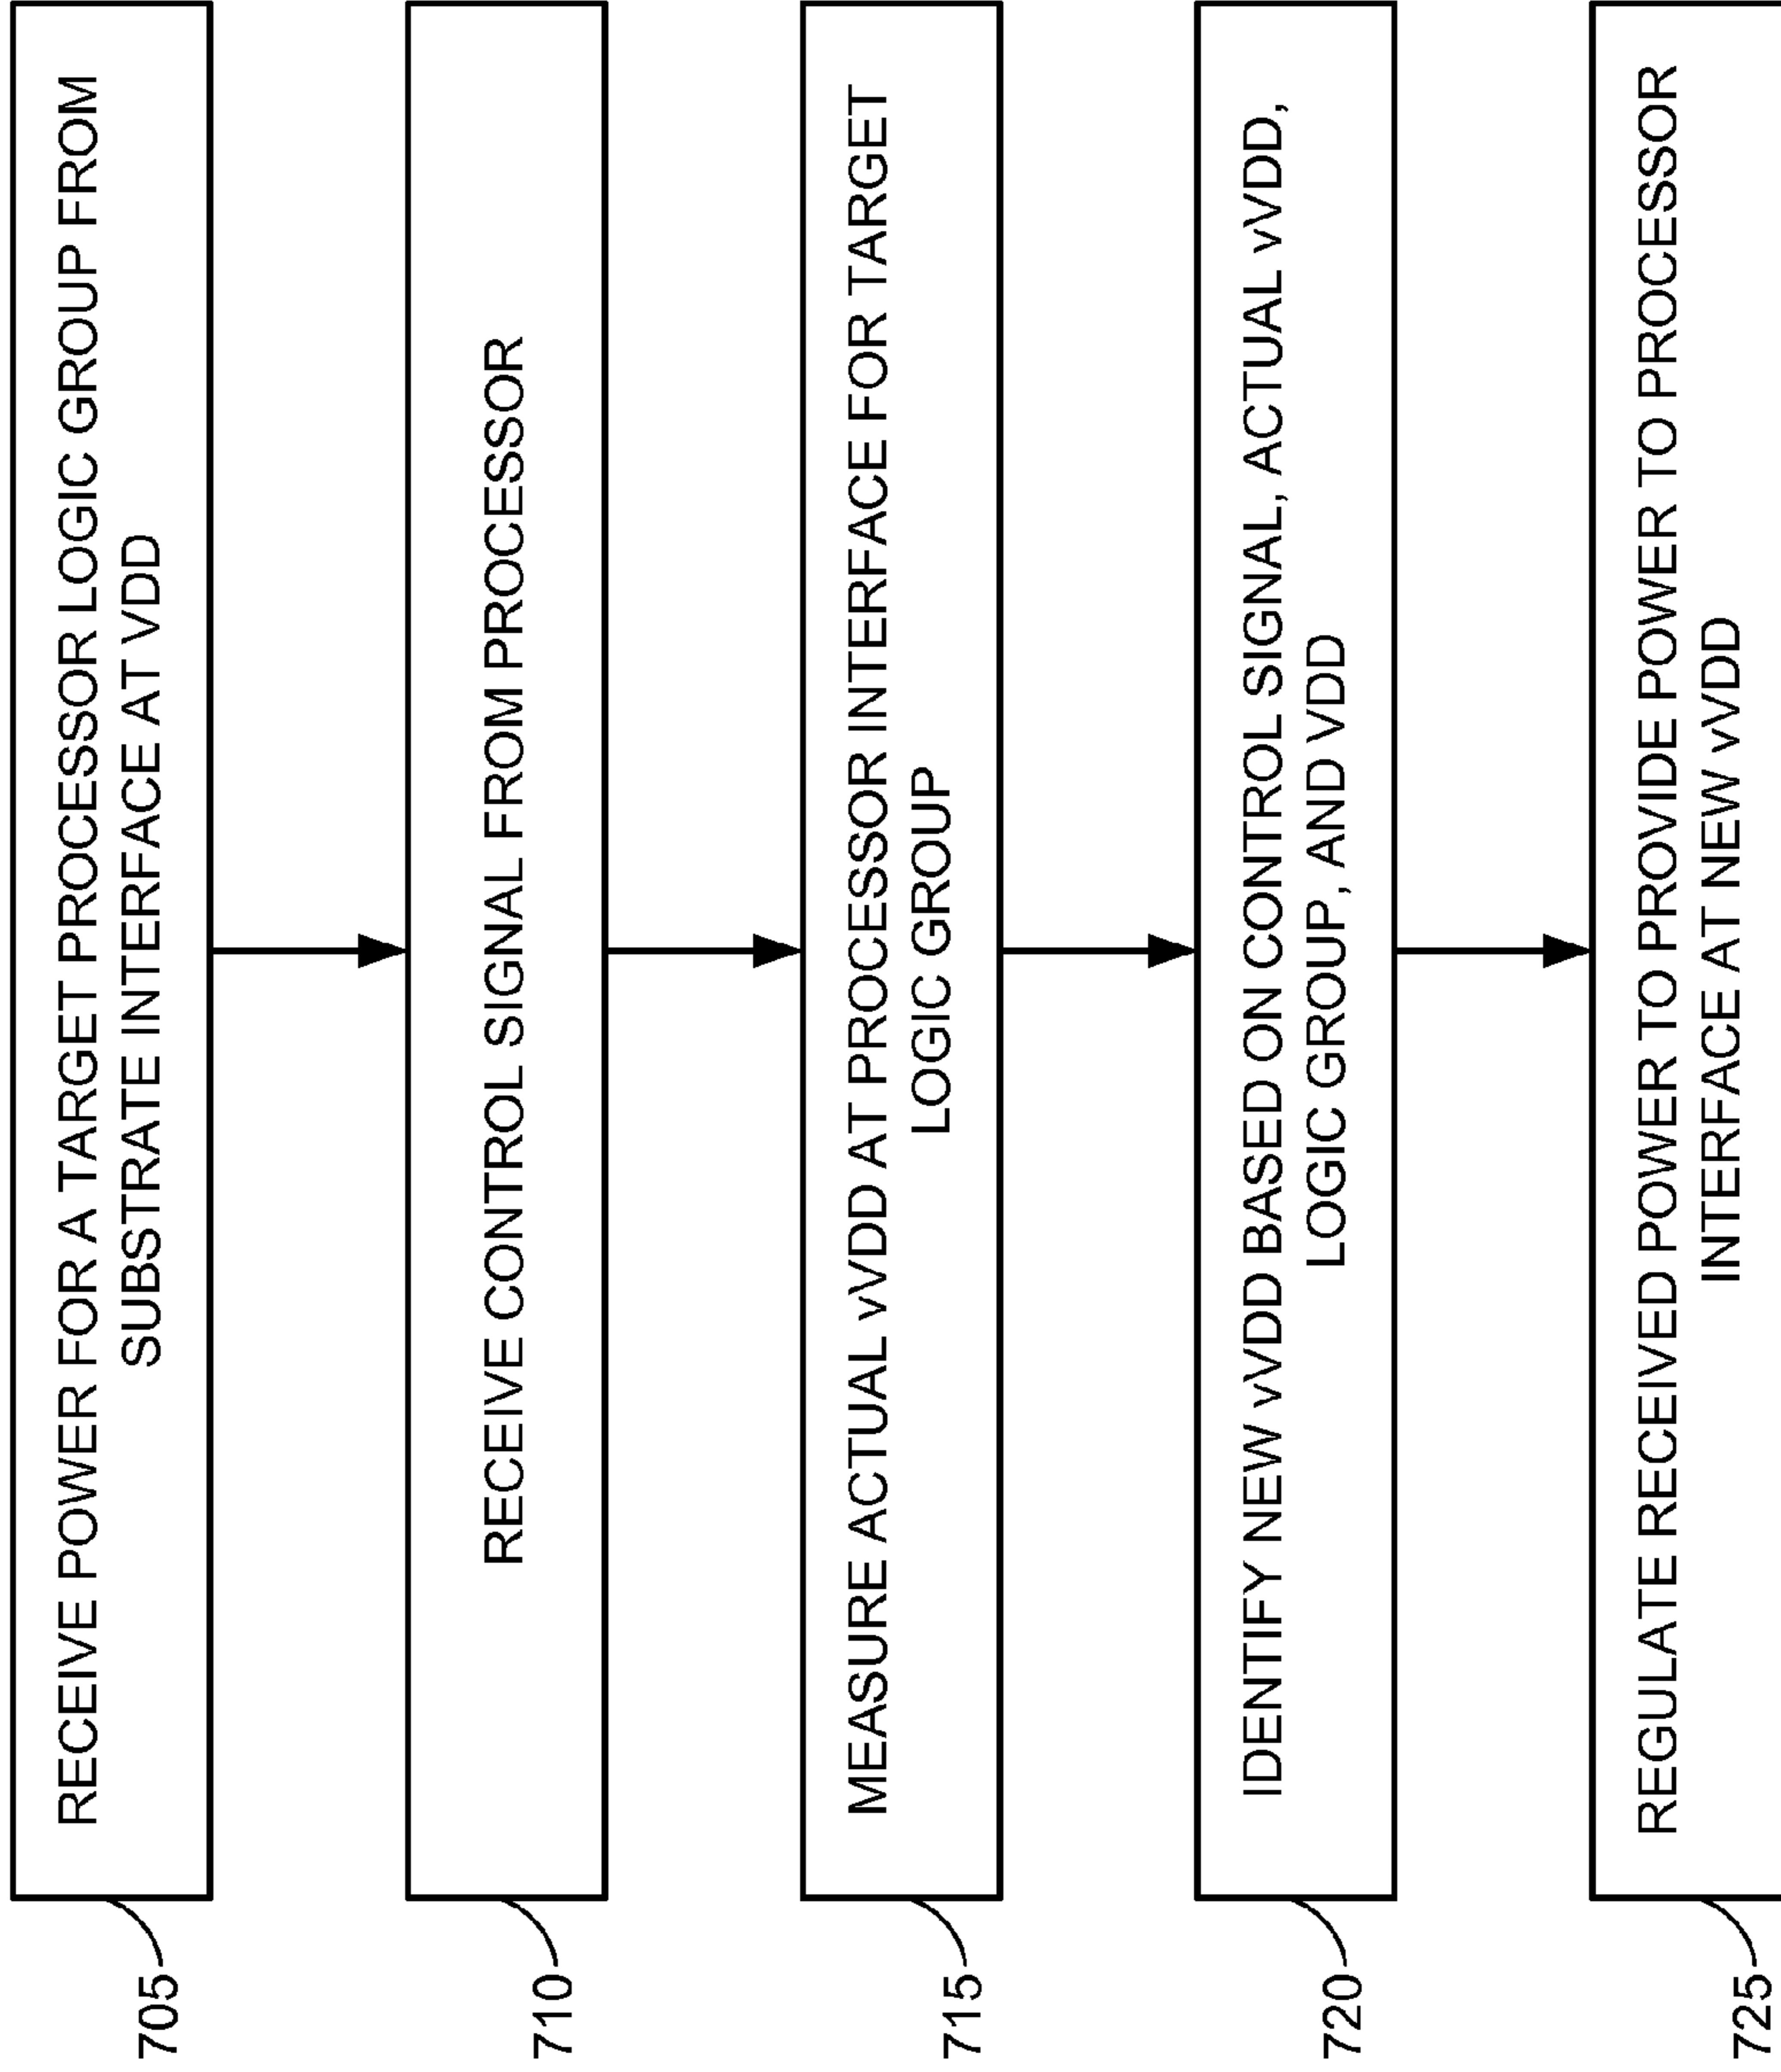 705
RECEIVE POWER FOR A TARGET PROCESSOR LOGIC GROUP FROM
SUBSTRATE INTERFACE AT VDD
710
RECEIVE CONTROL SIGNAL FROM PROCESSOR
715
MEASURE ACTUAL vVDD AT PROCESSOR INTERFACE FOR TARGET
LOGIC GROUP
720
IDENTIFY NEW vVDD BASED ON CONTROL SIGNAL, ACTUAL vVDD,
LOGIC GROUP, AND VDD
725
REGULATE RECEIVED POWER TO PROVIDE POWER TO PROCESSOR
INTERFACE AT NEW vVDD